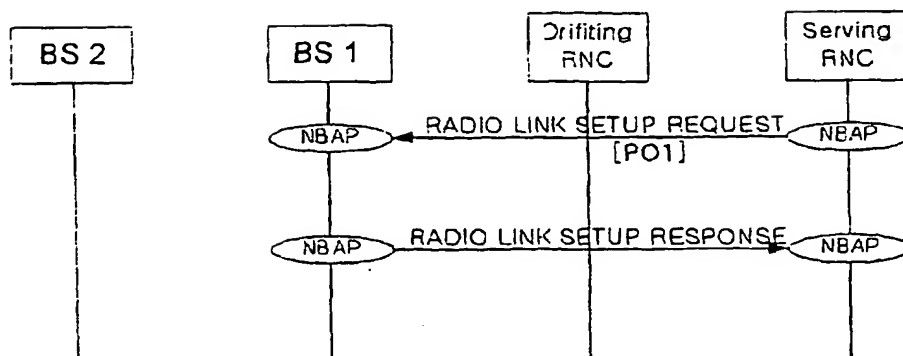 BS 2
BS 1
Drifiting
RNC
Serving
RNC
NBAP
RADIO LINK SETUP REQUEST
[PO1]
NBAP
NBAP
RADIO LINK SETUP RESPONSE
NBAP